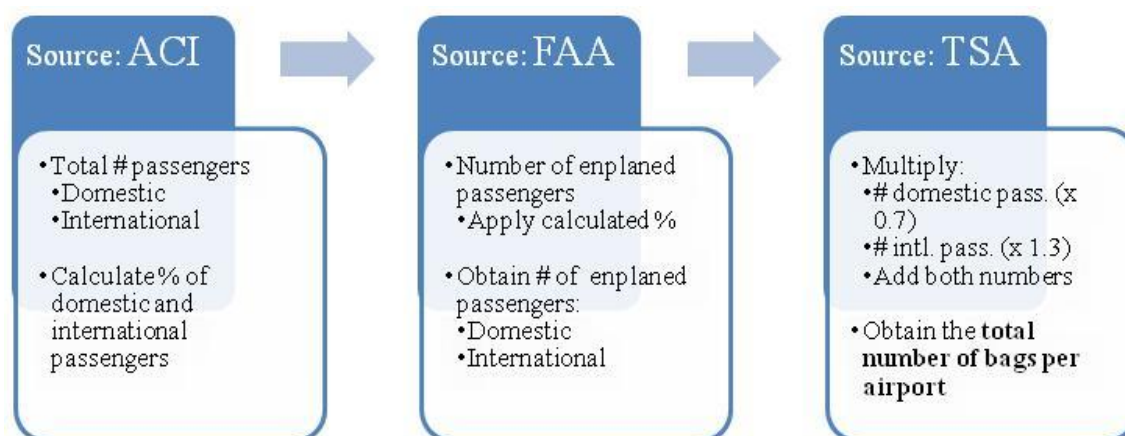 Source: ACI
•Total # passengers
•Domestic
•International
•Calculate % of
domestic and
international
passengers
Source: FAA
•Number of enplaned
passengers
•Apply calculated %
•Obtain # of enplaned
passengers:
•Domestic
•International
Source: TSA
•Multiply:
•# domestic pass. (x
0.7)
•# intl. pass. (x 1.3)
•Add both numbers
•Obtain the total
number of bags per
airport